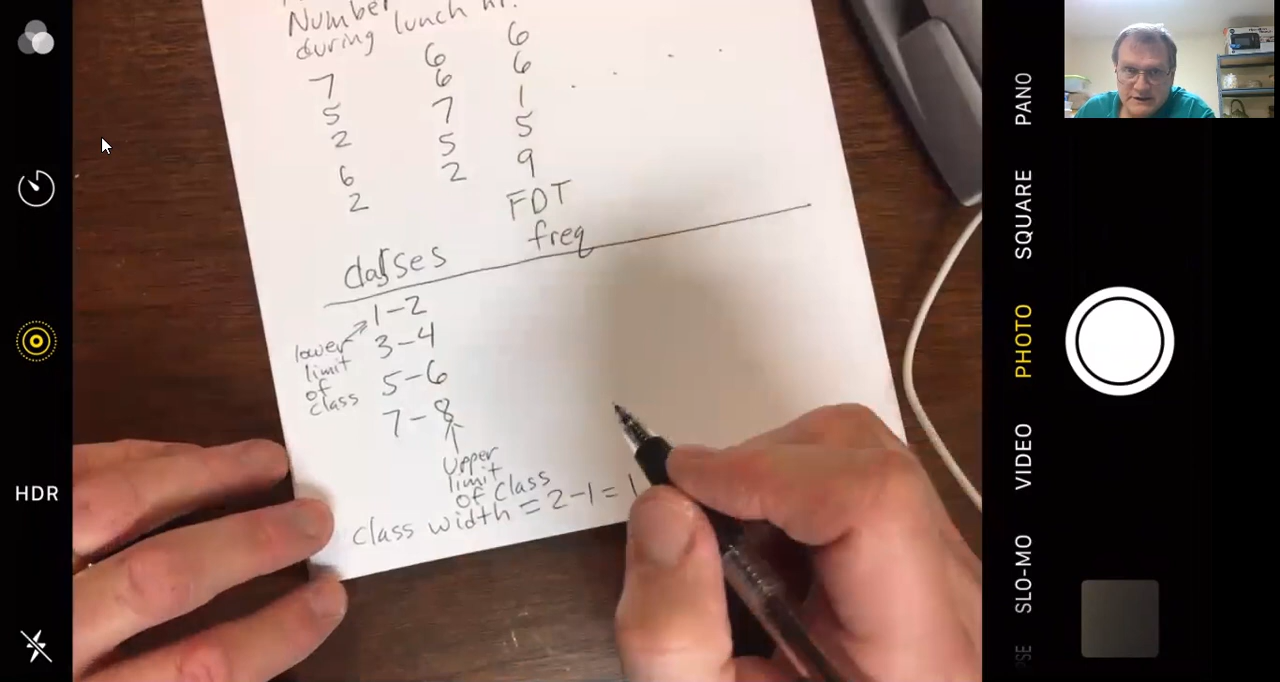 Number
during lunch hr.
7 6 6
5 6 6
2 7 1
6 5 5
2 2 9
FDT
classes freq
1-2
3-4
5-6
7-8
lower
limit
of
class
Upper
limit
of Class
class width = 2-1=1
HDR
PANO
SQUARE
PHOTO
VIDEO
SLO-MO